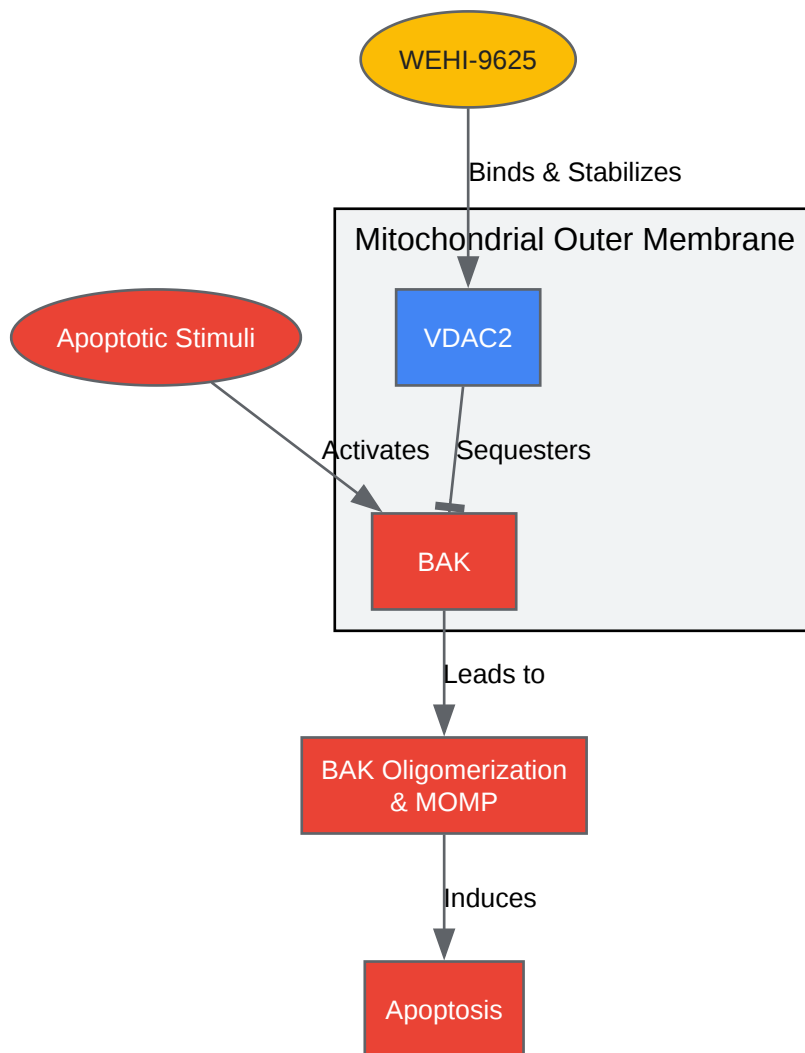 WEHI-9625
Binds & Stabilizes
Mitochondrial Outer Membrane
Apoptotic Stimuli
VDAC2
Activates
Sequesters
BAK
Leads to
BAK Oligomerization
& MOMP
Induces
Apoptosis